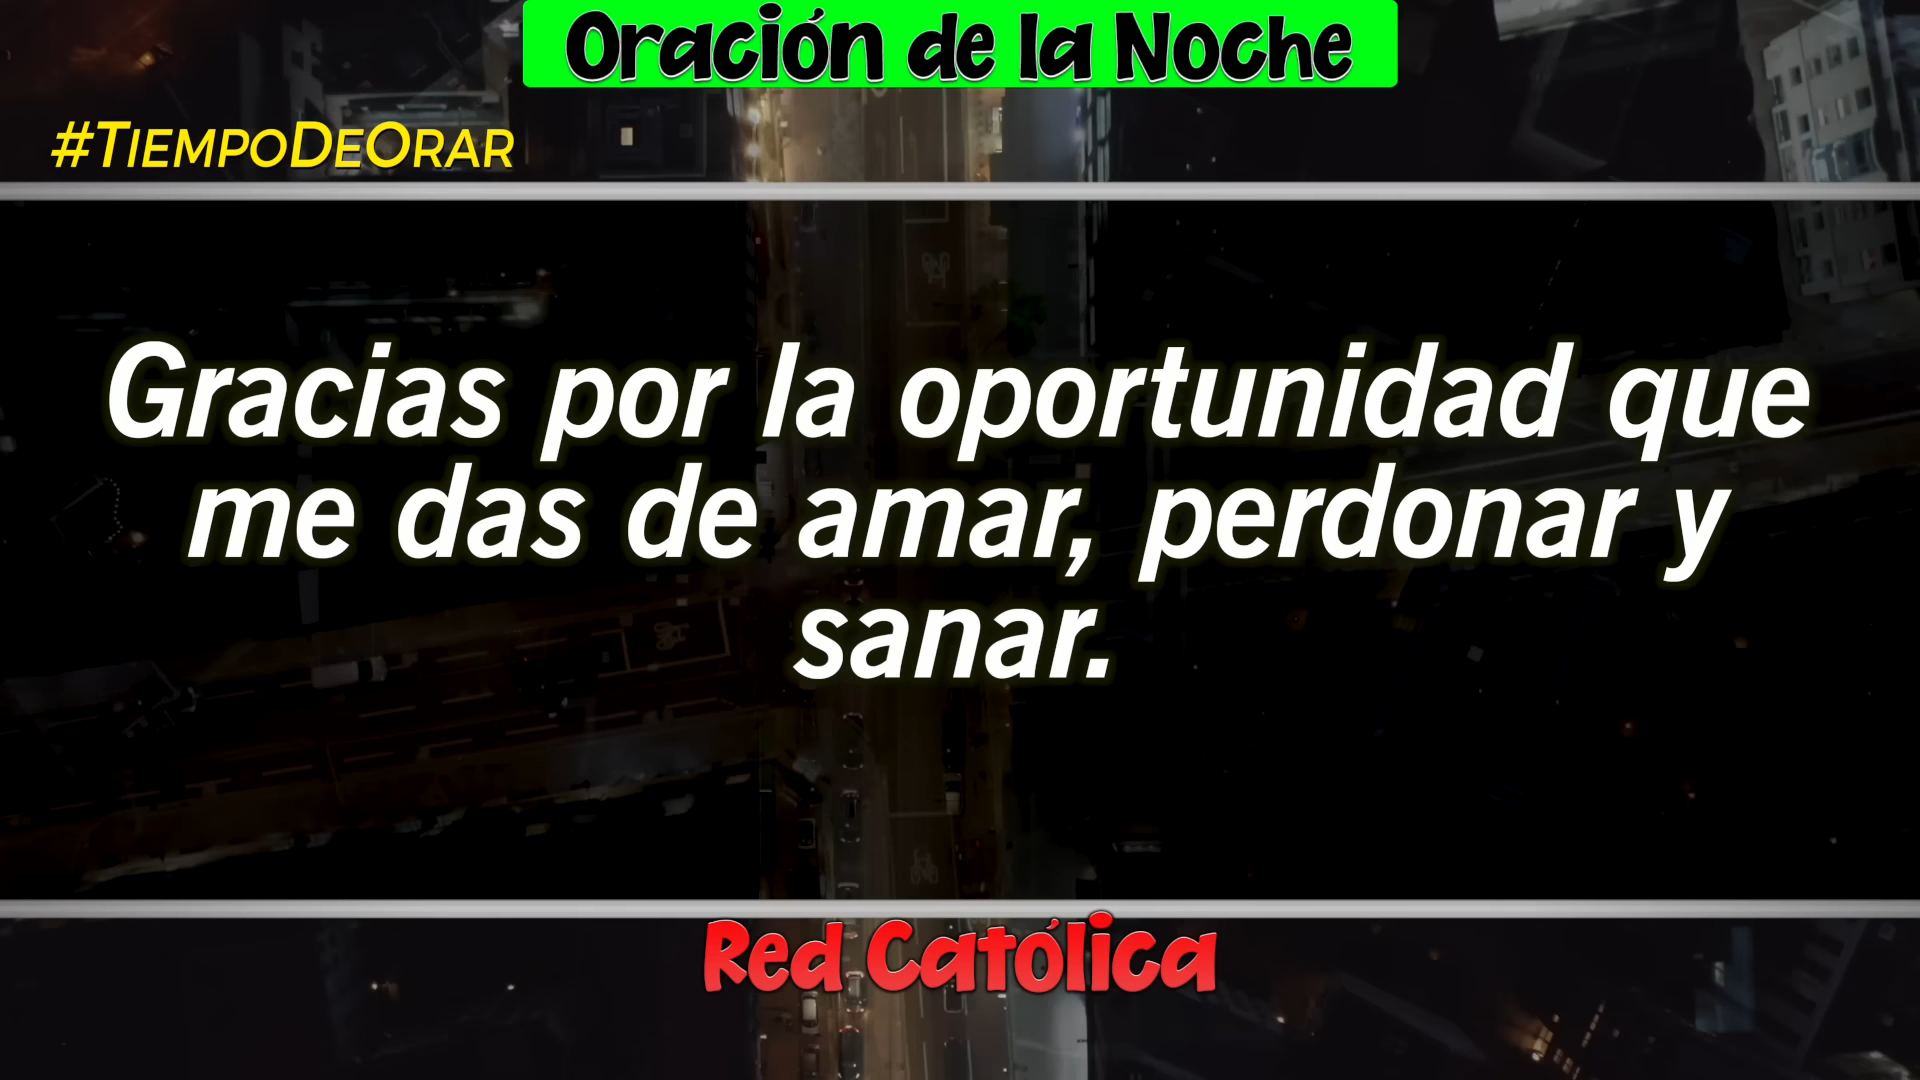 Oración de la Noche
#TiempoDeOrar
Gracias por la oportunidad que
me das de amar, perdonar y
sanar.
Red Católica